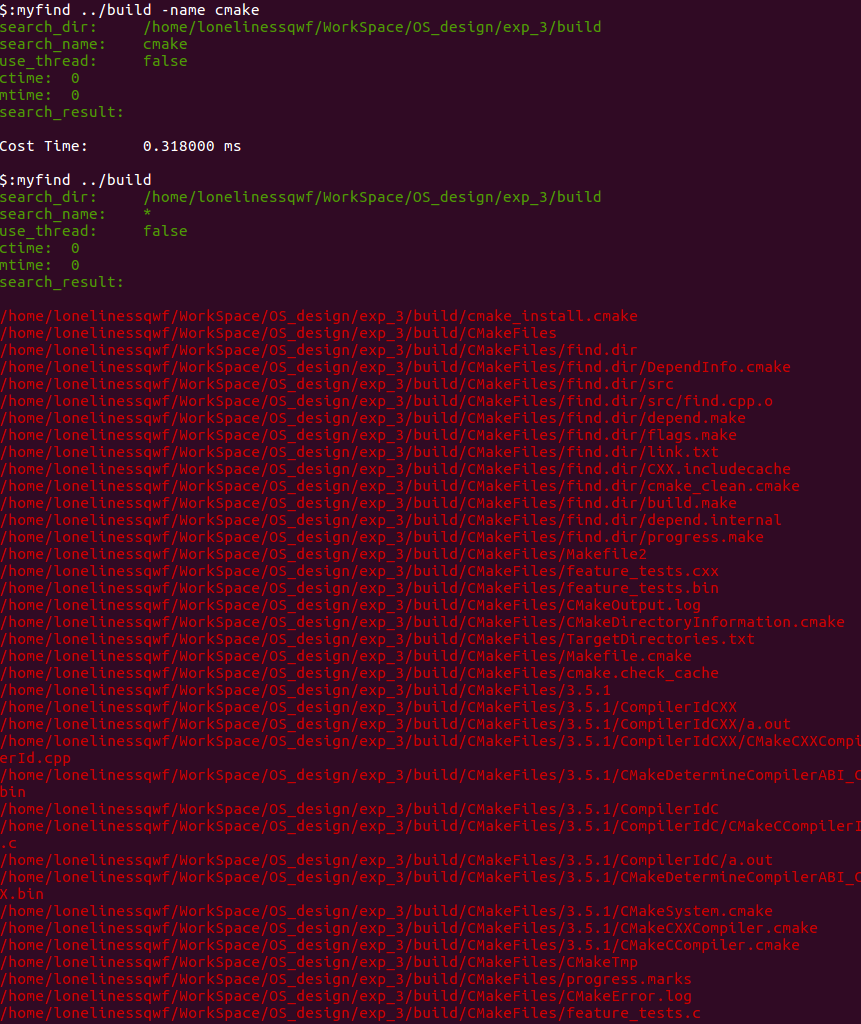 $:myfind ../build -name cmake
search_dir:     /home/lonelinessqwf/WorkSpace/OS_design/exp_3/build
search_name:    cmake
use_thread:     false
ctime:  0
mtime:  0
search_result:
Cost Time:      0.318000 ms
$:myfind ../build
search_dir:     /home/lonelinessqwf/WorkSpace/OS_design/exp_3/build
search_name:    *
use_thread:     false
ctime:  0
mtime:  0
search_result:
/home/lonelinessqwf/WorkSpace/OS_design/exp_3/build/cmake_install.cmake
/home/lonelinessqwf/WorkSpace/OS_design/exp_3/build/CMakeFiles
/home/lonelinessqwf/WorkSpace/OS_design/exp_3/build/CMakeFiles/find.dir
/home/lonelinessqwf/WorkSpace/OS_design/exp_3/build/CMakeFiles/find.dir/DependInfo.cmake
/home/lonelinessqwf/WorkSpace/OS_design/exp_3/build/CMakeFiles/find.dir/src
/home/lonelinessqwf/WorkSpace/OS_design/exp_3/build/CMakeFiles/find.dir/src/find.cpp.o
/home/lonelinessqwf/WorkSpace/OS_design/exp_3/build/CMakeFiles/find.dir/depend.make
/home/lonelinessqwf/WorkSpace/OS_design/exp_3/build/CMakeFiles/find.dir/flags.make
/home/lonelinessqwf/WorkSpace/OS_design/exp_3/build/CMakeFiles/find.dir/link.txt
/home/lonelinessqwf/WorkSpace/OS_design/exp_3/build/CMakeFiles/find.dir/CXX.includecache
/home/lonelinessqwf/WorkSpace/OS_design/exp_3/build/CMakeFiles/find.dir/cmake_clean.cmake
/home/lonelinessqwf/WorkSpace/OS_design/exp_3/build/CMakeFiles/find.dir/build.make
/home/lonelinessqwf/WorkSpace/OS_design/exp_3/build/CMakeFiles/find.dir/depend.internal
/home/lonelinessqwf/WorkSpace/OS_design/exp_3/build/CMakeFiles/find.dir/progress.make
/home/lonelinessqwf/WorkSpace/OS_design/exp_3/build/CMakeFiles/Makefile2
/home/lonelinessqwf/WorkSpace/OS_design/exp_3/build/CMakeFiles/feature_tests.cxx
/home/lonelinessqwf/WorkSpace/OS_design/exp_3/build/CMakeFiles/feature_tests.bin
/home/lonelinessqwf/WorkSpace/OS_design/exp_3/build/CMakeFiles/CMakeOutput.log
/home/lonelinessqwf/WorkSpace/OS_design/exp_3/build/CMakeFiles/CMakeDirectoryInformation.cmake
/home/lonelinessqwf/WorkSpace/OS_design/exp_3/build/CMakeFiles/TargetDirectories.txt
/home/lonelinessqwf/WorkSpace/OS_design/exp_3/build/CMakeFiles/Makefile.cmake
/home/lonelinessqwf/WorkSpace/OS_design/exp_3/build/CMakeFiles/cmake.check_cache
/home/lonelinessqwf/WorkSpace/OS_design/exp_3/build/CMakeFiles/3.5.1
/home/lonelinessqwf/WorkSpace/OS_design/exp_3/build/CMakeFiles/3.5.1/CompilerIdCXX
/home/lonelinessqwf/WorkSpace/OS_design/exp_3/build/CMakeFiles/3.5.1/CompilerIdCXX/a.out
/home/lonelinessqwf/WorkSpace/OS_design/exp_3/build/CMakeFiles/3.5.1/CompilerIdCXX/CMakeCXXCompil
erId.cpp
/home/lonelinessqwf/WorkSpace/OS_design/exp_3/build/CMakeFiles/3.5.1/CMakeDetermineCompilerABI_C
bin
/home/lonelinessqwf/WorkSpace/OS_design/exp_3/build/CMakeFiles/3.5.1/CompilerIdC
/home/lonelinessqwf/WorkSpace/OS_design/exp_3/build/CMakeFiles/3.5.1/CompilerIdC/CMakeCCompilerI
.c
/home/lonelinessqwf/WorkSpace/OS_design/exp_3/build/CMakeFiles/3.5.1/CompilerIdC/a.out
/home/lonelinessqwf/WorkSpace/OS_design/exp_3/build/CMakeFiles/3.5.1/CMakeDetermineCompilerABI_C
X.bin
/home/lonelinessqwf/WorkSpace/OS_design/exp_3/build/CMakeFiles/3.5.1/CMakeSystem.cmake
/home/lonelinessqwf/WorkSpace/OS_design/exp_3/build/CMakeFiles/3.5.1/CMakeCXXCompiler.cmake
/home/lonelinessqwf/WorkSpace/OS_design/exp_3/build/CMakeFiles/3.5.1/CMakeCCompiler.cmake
/home/lonelinessqwf/WorkSpace/OS_design/exp_3/build/CMakeFiles/CMakeTmp
/home/lonelinessqwf/WorkSpace/OS_design/exp_3/build/CMakeFiles/progress.marks
/home/lonelinessqwf/WorkSpace/OS_design/exp_3/build/CMakeFiles/CMakeError.log
/home/lonelinessqwf/WorkSpace/OS_design/exp_3/build/CMakeFiles/feature_tests.c